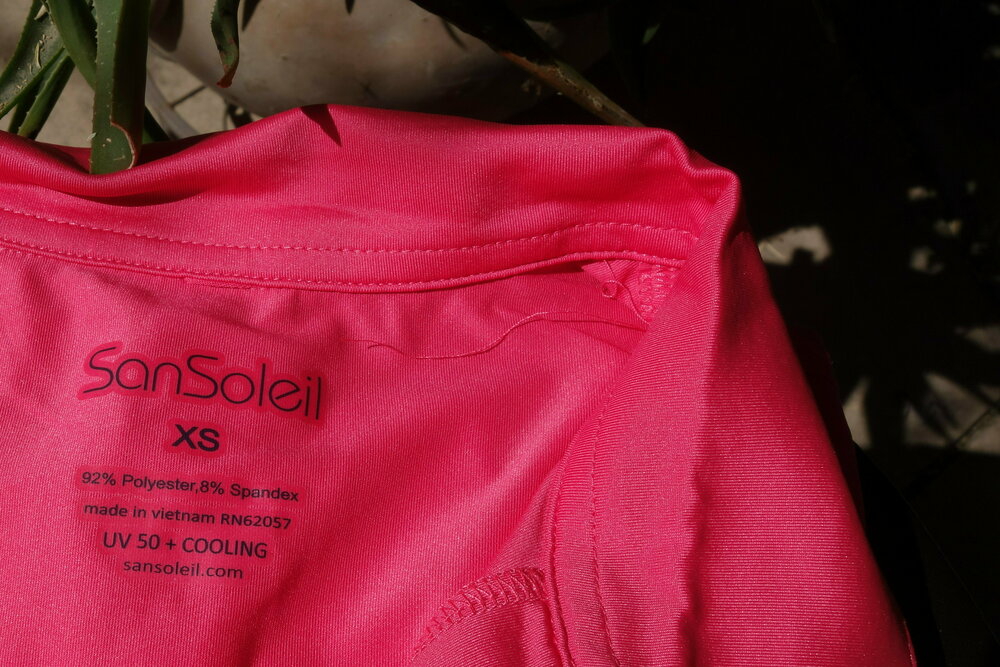 SanSoleil
XS
92% Polyester,8% Spandex
made in vietnam RN62057
UV 50 + COOLING
sansoleil.com